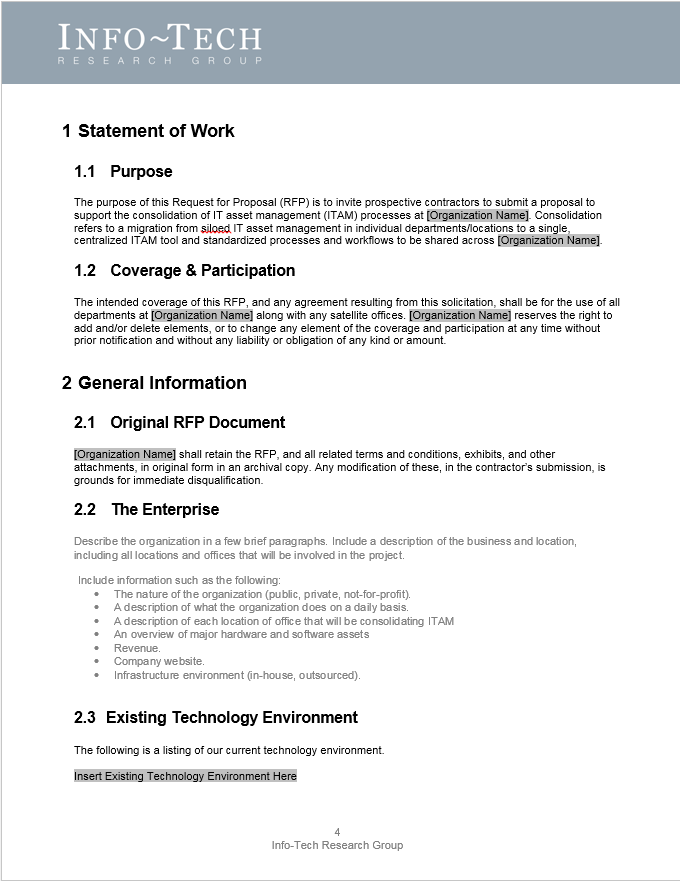 INFO~TECH
RESEARCH GROUP
1 Statement of Work
1.1 Purpose
The purpose of this Request for Proposal (RFP) is to invite prospective contractors to submit a proposal to
support the consolidation of IT asset management (ITAM) processes at [Organization Name]. Consolidation
refers to a migration from siloed IT asset management in individual departments/locations to a single,
centralized ITAM tool and standardized processes and workflows to be shared across [Organization Name].
1.2 Coverage & Participation
The intended coverage of this RFP, and any agreement resulting from this solicitation, shall be for the use of all
departments at [Organization Name] along with any satellite offices. [Organization Name] reserves the right to
add and/or delete elements, or to change any element of the coverage and participation at any time without
prior notification and without any liability or obligation of any kind or amount.
2 General Information
2.1 Original RFP Document
[Organization Name] shall retain the RFP, and all related terms and conditions, exhibits, and other
attachments, in original form in an archival copy. Any modification of these, in the contractor's submission, is
grounds for immediate disqualification.
2.2 The Enterprise
Describe the organization in a few brief paragraphs. Include a description of the business and location,
including all locations and offices that will be involved in the project.
Include information such as the following:
• The nature of the organization (public, private, not-for-profit).
• A description of what the organization does on a daily basis.
• A description of each location of office that will be consolidating ITAM
• An overview of major hardware and software assets
• Revenue.
• Company website.
• Infrastructure environment (in-house, outsourced).
2.3 Existing Technology Environment
The following is a listing of our current technology environment.
Insert Existing Technology Environment Here
4
Info-Tech Research Group